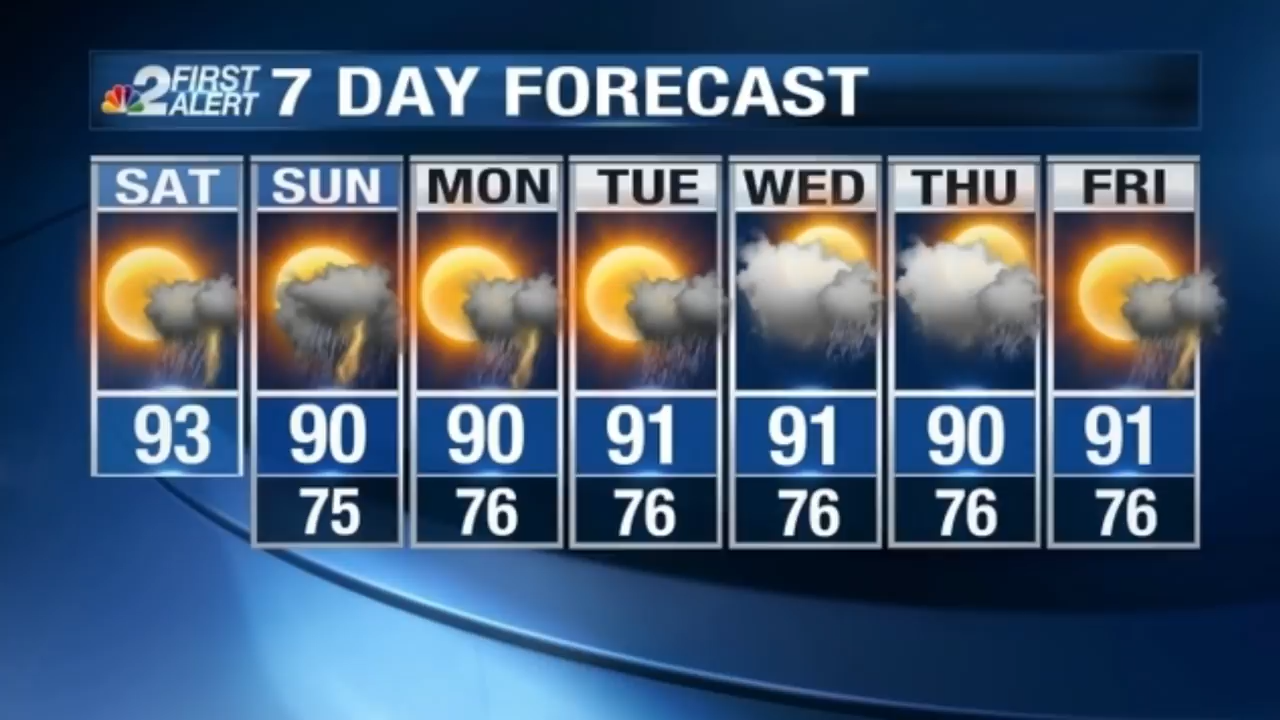 2 FIRST ALERT 7 DAY FORECAST
SAT SUN MON TUE WED THU FRI
93 90 90 91 91 90 91
75 76 76 76 76 76